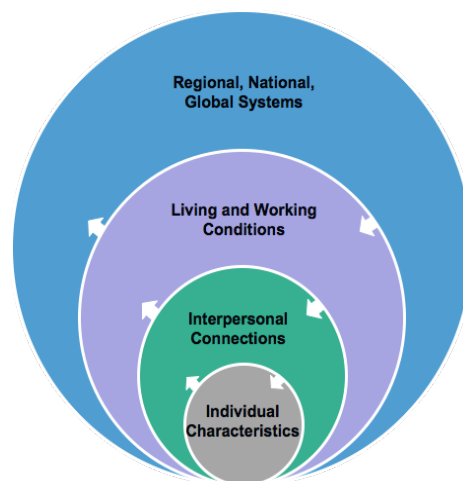 Regional, National,
Global Systems
Living and Working
Conditions
Interpersonal
Connections
Individual
Characteristics